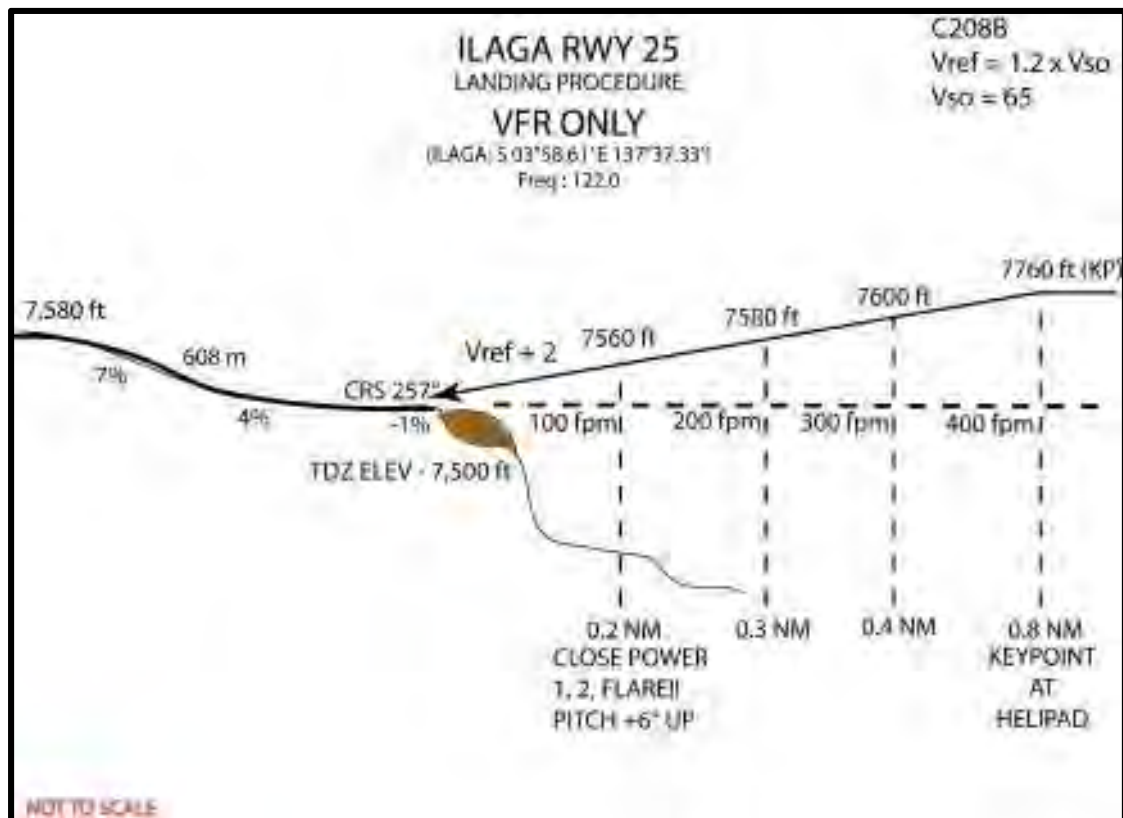 ILAGA RWY 25
LANDING PROCEDURE
VFR ONLY
(ILAGA; S 03°58.61' E 137°37.33')
Freq : 122.0
C208B
Vref = 1.2 x Vso
Vso = 65
7760 ft (KP)
7600 ft
7580 ft
7560 ft
Vref + 2
7,580 ft
608 m
7%
4%
CRS 257°
-1%
100 fpm
200 fpm
300 fpm
400 fpm
TDZ ELEV - 7,500 ft
0.2 NM
0.3 NM
0.4 NM
0.8 NM
CLOSE POWER
1, 2, FLARE!!
PITCH +6° UP
KEYPOINT
AT
HELIPAD
NOT TO SCALE